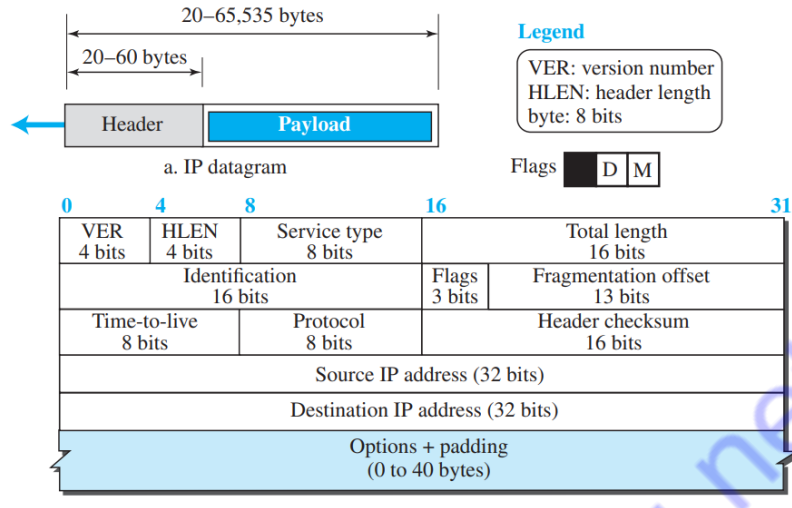 20–65,535 bytes
20–60 bytes
Header
Payload
a. IP datagram
Legend
VER: version number
HLEN: header length
byte: 8 bits
Flags
D M
0 4 8 16 31
VER HLEN Service type Total length
4 bits 4 bits 8 bits 16 bits
Identification Flags Fragmentation offset
16 bits 3 bits 13 bits
Time-to-live Protocol Header checksum
8 bits 8 bits 16 bits
Source IP address (32 bits)
Destination IP address (32 bits)
Options + padding
(0 to 40 bytes)